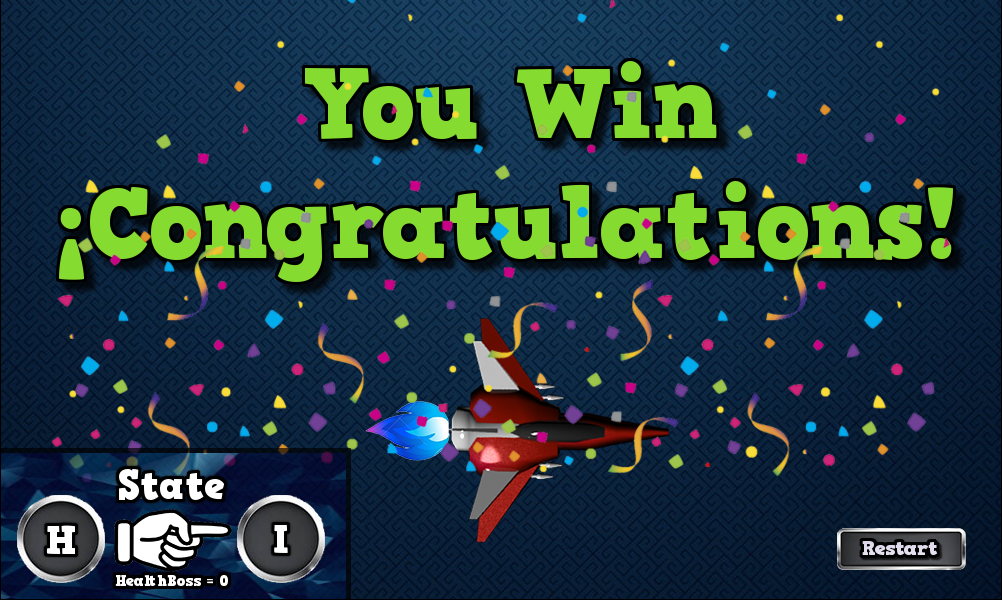 You Win
¡Congratulations!
State
H I
HealthBoss = 0
Restart